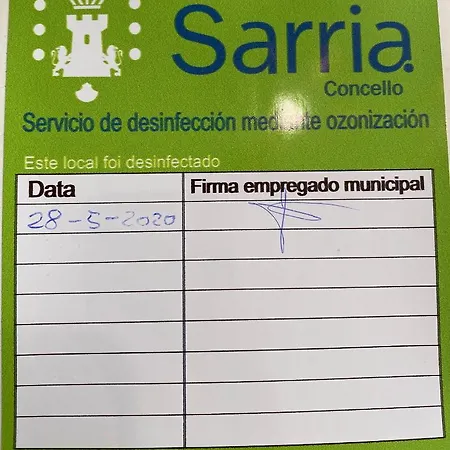 Sarria
Concello
Servicio de desinfección mediante ozonización
Este local foi desinfectado
Data Firma empregado municipal
28-5-2020